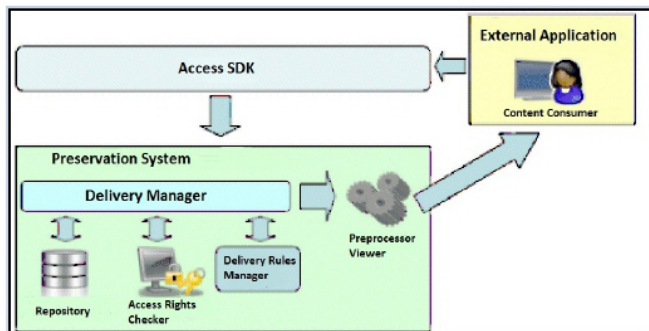 External Application
Access SDK
Content Consumer
Preservation System
Delivery Manager
Preprocessor
Viewer
Delivery Rules
Manager
Repository
Access Rights
Checker